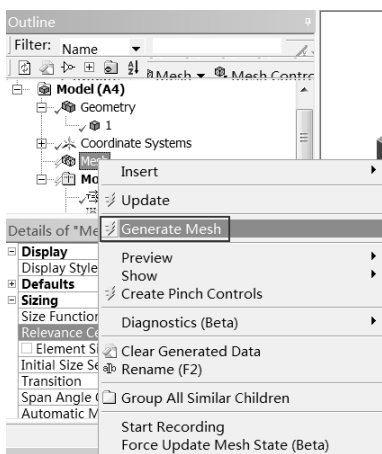 Outline
Filter: Name
Mesh Mesh Contro
Model (A4)
Geometry
1
Coordinate Systems
Mesh
Mo
Insert
Update
Details of "Me
Generate Mesh
Display
Display Style
Preview
Defaults
Show
Sizing
Create Pinch Controls
Size Function
Relevance Ce
Diagnostics (Beta)
Element Si
Clear Generated Data
Initial Size Se
Rename (F2)
Transition
Span Angle
Group All Similar Children
Automatic M
Start Recording
Force Update Mesh State (Beta)